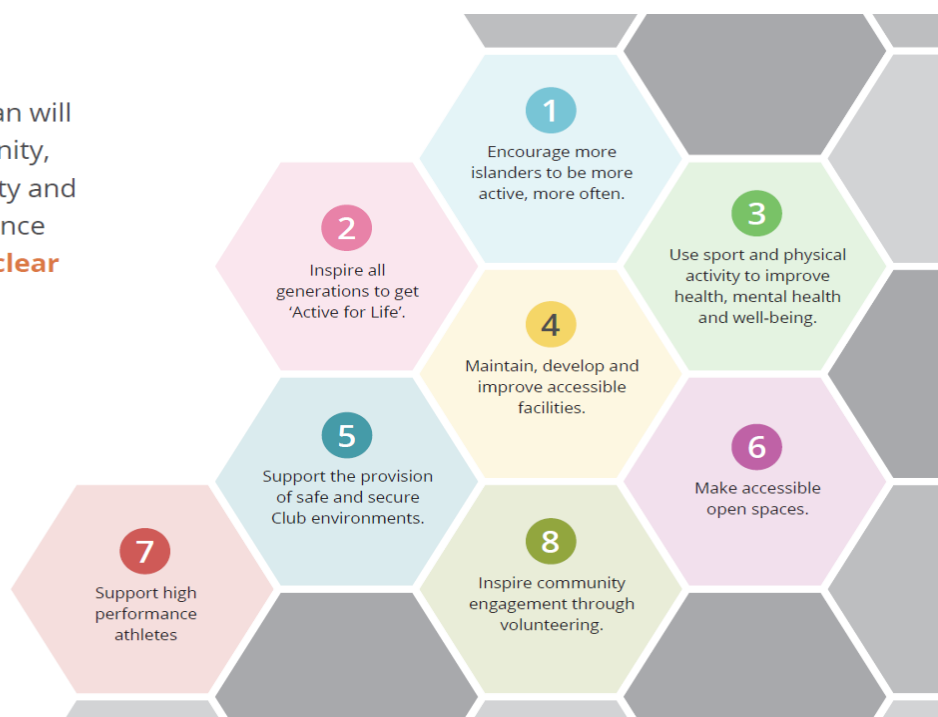 an will
nity,
ty and
nce
clear
1
Encourage more
islanders to be more
active, more often.
2
Inspire all
generations to get
‘Active for Life’.
3
Use sport and physical
activity to improve
health, mental health
and well-being.
4
Maintain, develop and
improve accessible
facilities.
5
Support the provision
of safe and secure
Club environments.
6
Make accessible
open spaces.
7
Support high
performance
athletes
8
Inspire community
engagement through
volunteering.